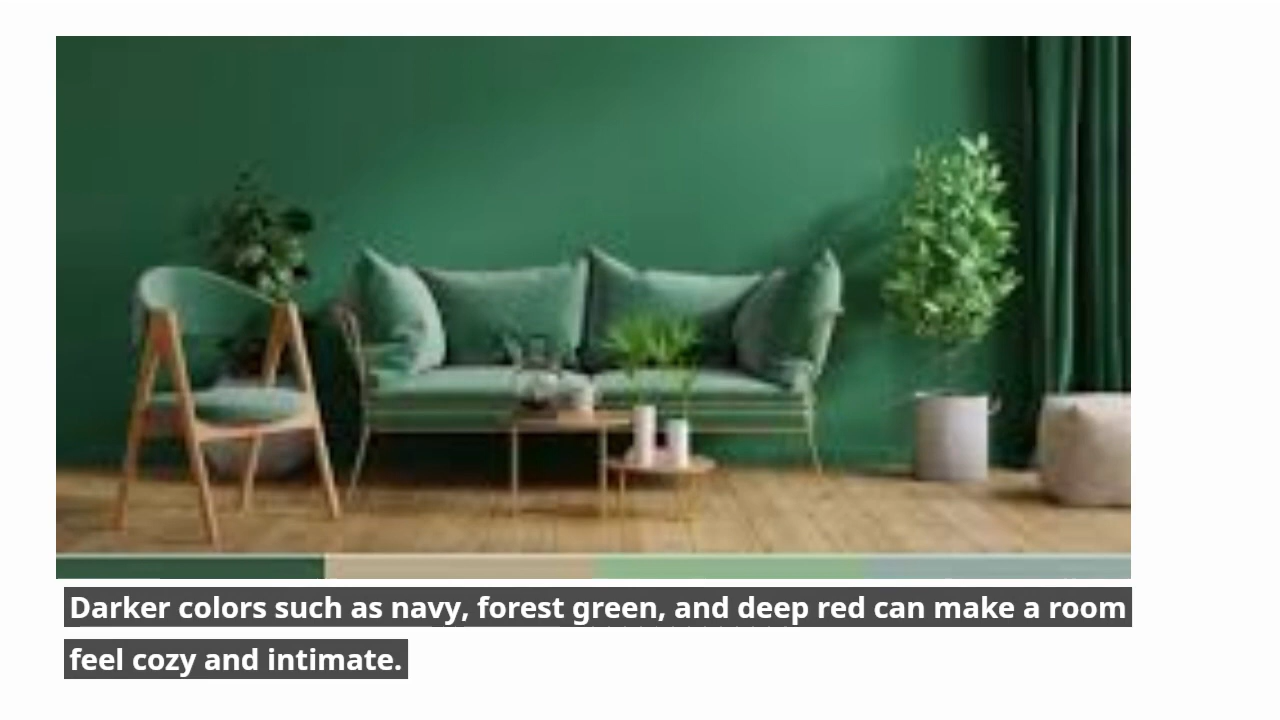 Darker colors such as navy, forest green, and deep red can make a room
feel cozy and intimate.